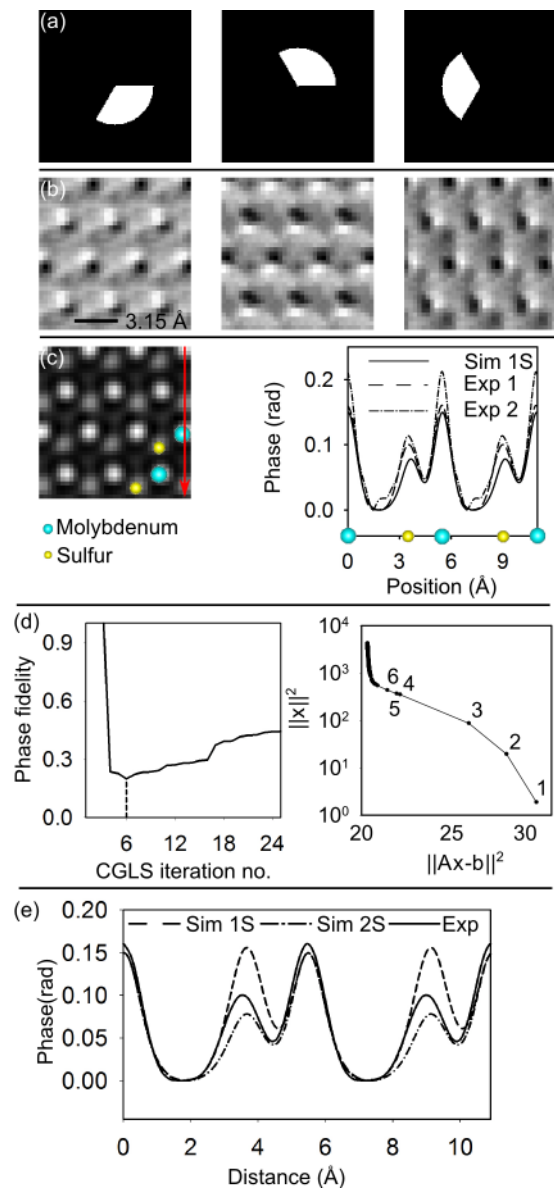 (a)
(b)
3.15 Å
(c)
Molybdenum
Sulfur
Phase (rad)
0.2
0.1
0.0
Sim 1S
Exp 1
Exp 2
0 3 6 9
Position (Å)
(d)
Phase fidelity
0.9
0.6
0.3
0.0
6 12 18 24
CGLS iteration no.
||x||²
10⁴
10³
10²
10¹
10⁰
6
5
4
3
2
1
20 25 30
||Ax-b||²
(e)
Phase(rad)
0.20
0.15
0.10
0.05
0.00
Sim 1S Sim 2S Exp
0 2 4 6 8 10
Distance (Å)